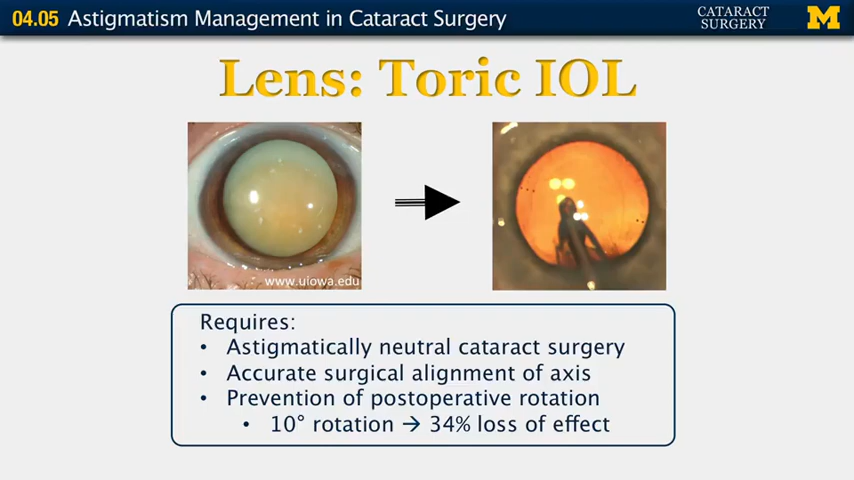 04.05 Astigmatism Management in Cataract Surgery
CATARACT
SURGERY
M
Lens: Toric IOL
www.uiowa.edu
Requires:
• Astigmatically neutral cataract surgery
• Accurate surgical alignment of axis
• Prevention of postoperative rotation
• 10° rotation → 34% loss of effect